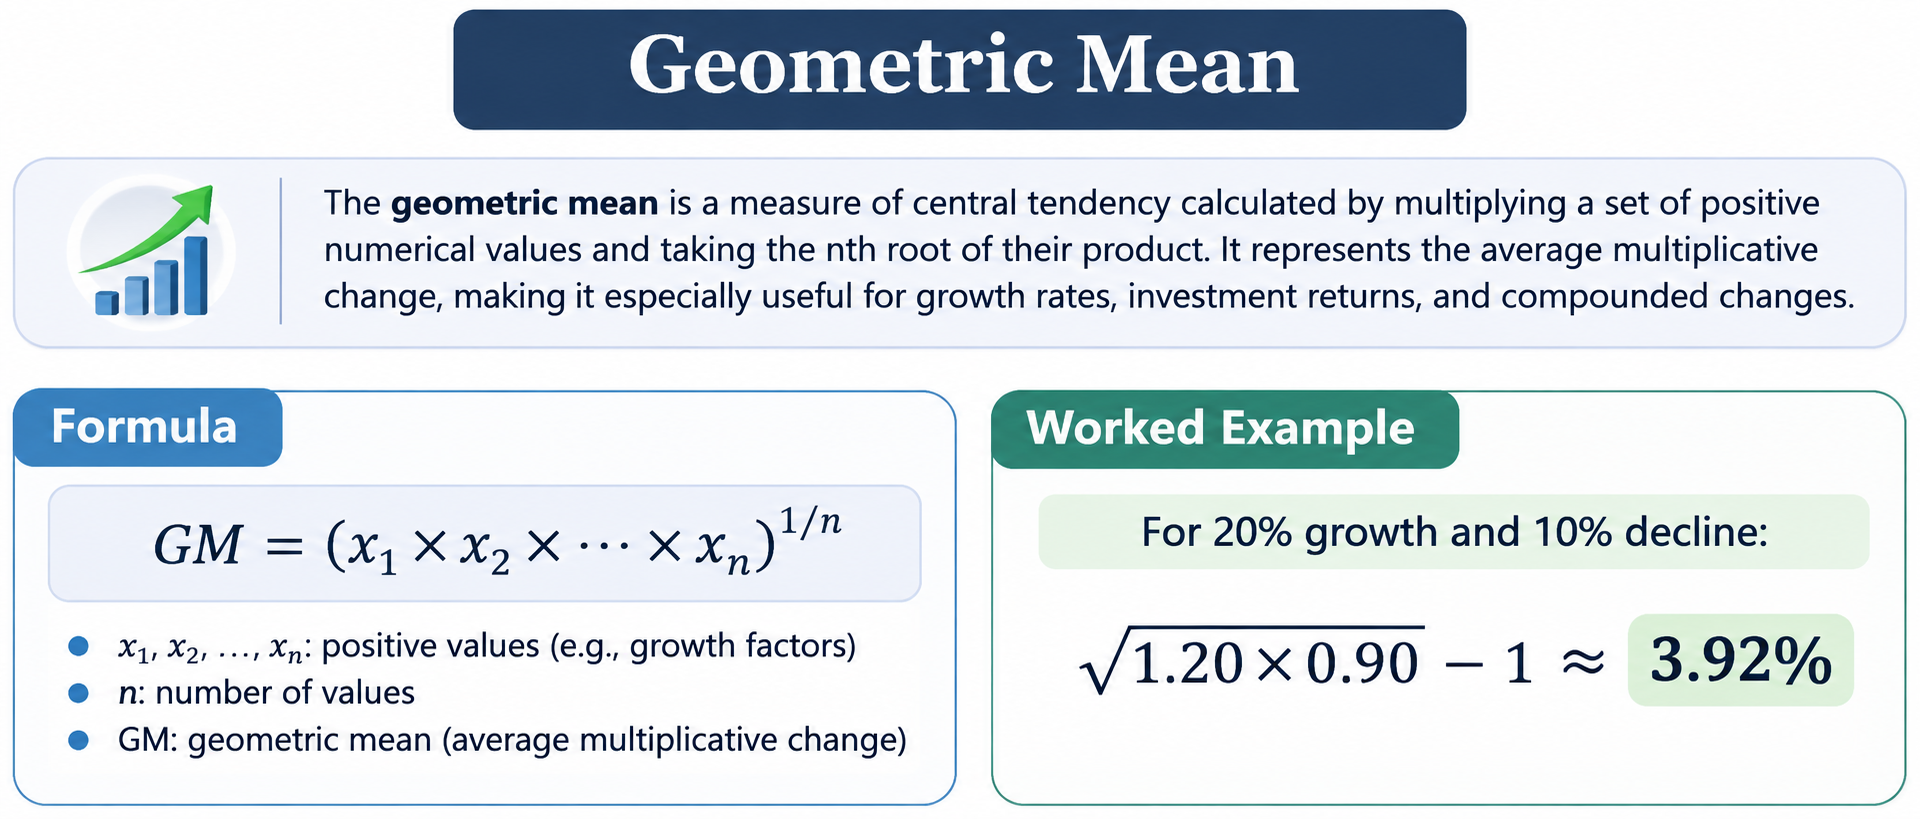 Geometric Mean
The geometric mean is a measure of central tendency calculated by multiplying a set of positive
numerical values and taking the nth root of their product. It represents the average multiplicative
change, making it especially useful for growth rates, investment returns, and compounded changes.
Formula
GM = (x₁ × x₂ × ⋯ × xₙ)^{1/n}
x₁, x₂, …, xₙ: positive values (e.g., growth factors)
n: number of values
GM: geometric mean (average multiplicative change)
Worked Example
For 20% growth and 10% decline:
√(1.20 × 0.90) − 1 ≈ 3.92%